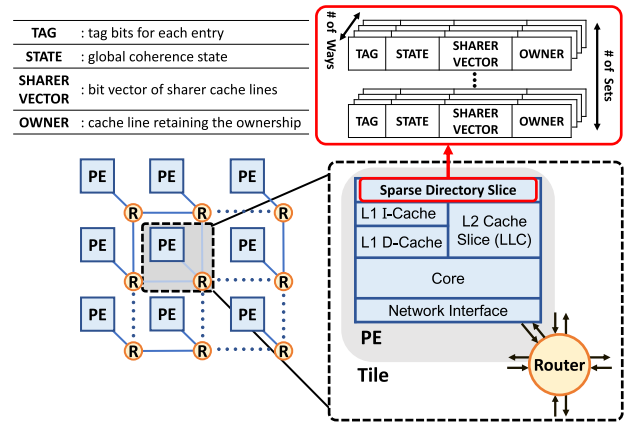 TAG : tag bits for each entry
STATE : global coherence state
SHARER VECTOR : bit vector of sharer cache lines
OWNER : cache line retaining the ownership
# of Ways
TAG STATE SHARER VECTOR OWNER
# of Sets
TAG STATE SHARER VECTOR OWNER
PE PE PE
R R R
PE PE PE
R R R
PE PE PE
R R R
Sparse Directory Slice
L1 I-Cache
L2 Cache Slice (LLC)
L1 D-Cache
Core
Network Interface
PE
Tile
Router